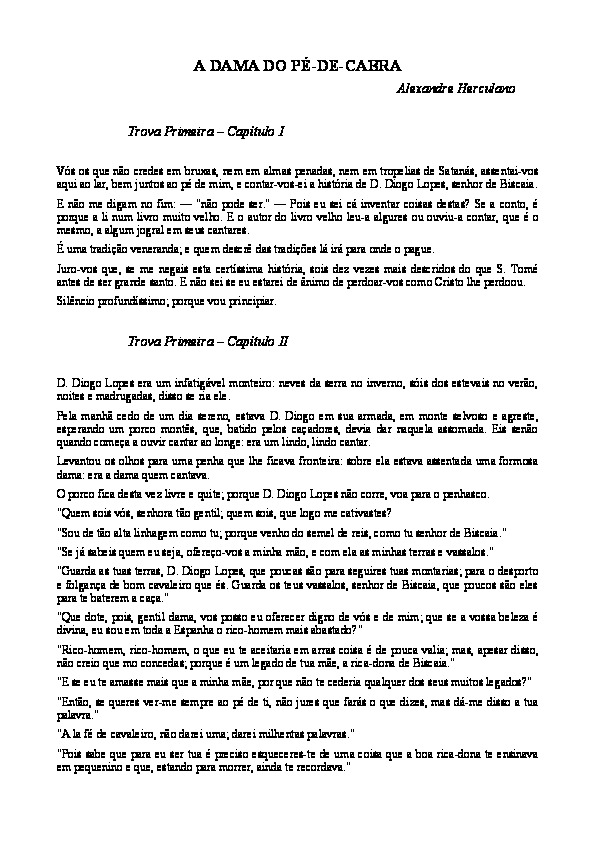 A DAMA DO PÉ-DE-CABRA
Alexandre Herculano
Trova Primeira – Capitulo I
Vós os que não credes em bruxas, nem em almas penadas, nem em tropelias de Satanás, assentai-vos
aqui ao lar, bem juntos ao pé de mim, e contar-vos-ei a história de D. Diogo Lopes, senhor de Biscaia.
E não me digam no fim: — "não pode ser." — Pois eu sei cá inventar coisas destas? Se a conto, é
porque a li num livro muito velho. E o autor do livro velho leu-a algures ou ouviu-a contar, que é o
mesmo, a algum jogral em seus cantares.
É uma tradição veneranda; e quem descrê das tradições lá irá para onde o pague.
Juro-vos que, se me negais esta certíssima história, sois dez vezes mais descridos do que S. Tomé
antes de ser grande santo. E não sei se eu estarei de ânimo de perdoar-vos como Cristo lhe perdoou.
Silêncio profundíssimo; porque vou principiar.
Trova Primeira – Capitulo II
D. Diogo Lopes era um infatigável monteiro: neves da serra no inverno, sóis dos estevais no verão,
noites e madrugadas, disso se ria ele.
Pela manhã cedo de um dia sereno, estava D. Diogo em sua armada, em monte selvoso e agreste,
esperando um porco montês, que, batido pelos caçadores, devia dar naquela assomada. Eis senão
quando começa a ouvir cantar ao longe: era um lindo, lindo cantar.
Levantou os olhos para uma penha que lhe ficava fronteira: sobre ela estava assentada uma formosa
dama: era a dama quem cantava.
O porco fica desta vez livre e quite; porque D. Diogo Lopes não corre, voa para o penhasco.
"Quem sois vós, senhora tão gentil; quem sois, que logo me cativastes?
"Sou de tão alta linhagem como tu; porque venho do semel de reis, como tu senhor de Biscaia."
"Se já sabeis quem eu seja, ofereço-vos a minha mão, e com ela as minhas terras e vassalos."
"Guarda as tuas terras, D. Diogo Lopes, que poucas são para seguires tuas montarias; para o desporto
e folgança de bom cavaleiro que és. Guarda os teus vassalos, senhor de Biscaia, que poucos são eles
para te baterem a caça."
"Que dote, pois, gentil dama, vos posso eu oferecer digno de vós e de mim; que se a vossa beleza é
divina, eu sou em toda a Espanha o rico-homem mais abastado?"
"Rico-homem, rico-homem, o que eu te aceitaria em arras coisa é de pouca valia; mas, apesar disso,
não creio que mo concedas; porque é um legado de tua mãe, a rica-dona de Biscaia."
"E se eu te amasse mais que a minha mãe, por que não te cederia qualquer dos seus muitos legados?"
"Então, se queres ver-me sempre ao pé de ti, não jures que farás o que dizes, mas dá-me disso a tua
palavra."
"A la fé de cavaleiro, não darei uma; darei milhentas palavras."
"Pois sabe que para eu ser tua é preciso esqueceres-te de uma coisa que a boa rica-dona te ensinava
em pequenino e que, estando para morrer, ainda te recordava."